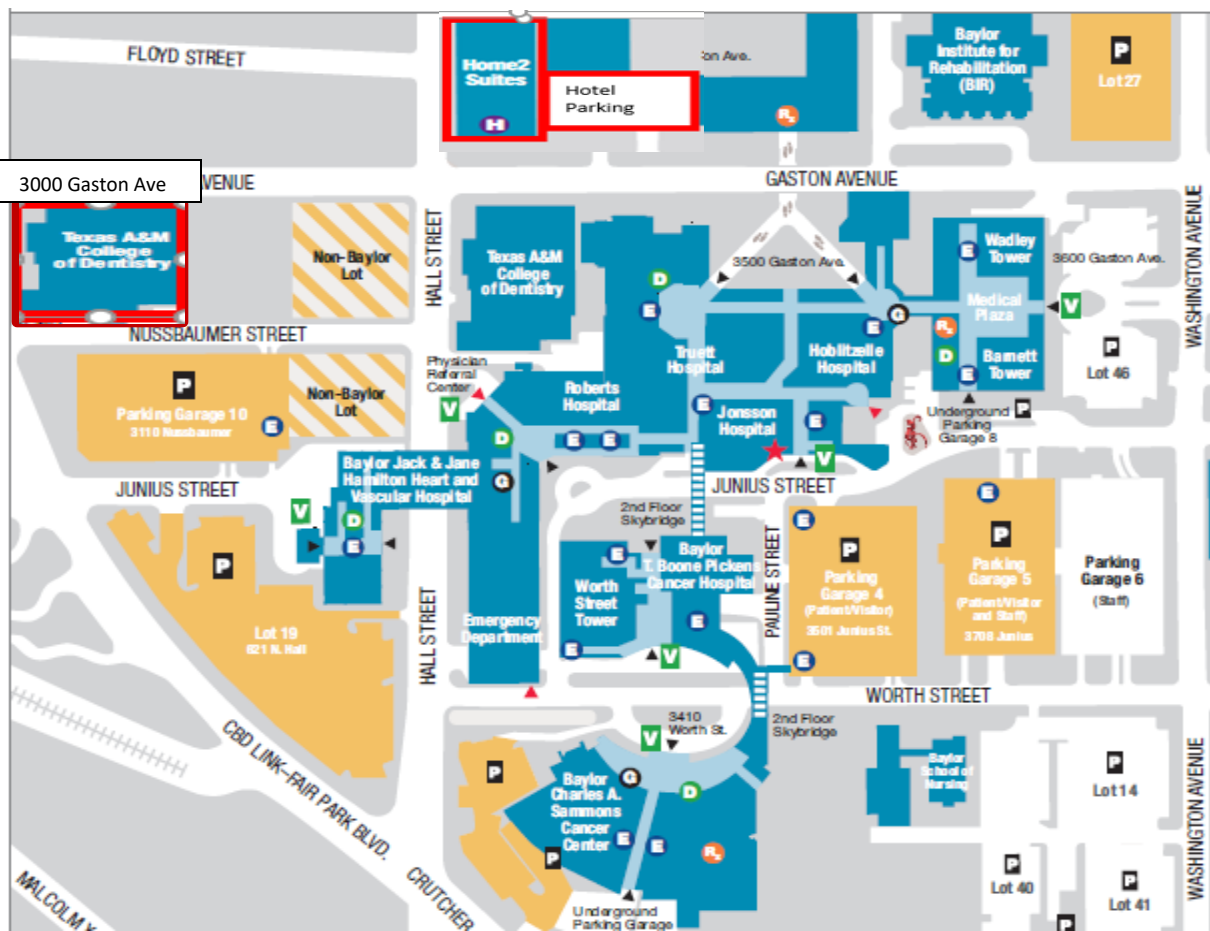 FLOYD STREET
Home2
Suites
H
Hotel
Parking
on Ave.
Rx
Baylor
Institute for
Rehabilitation
(BIR)
P
Lot 27
3000 Gaston Ave
AVENUE
GASTON AVENUE
WASHINGTON AVENUE
Texas A&M
College
of Dentistry
Non-Baylor
Lot
HALL STREET
Texas A&M
College
of Dentistry
D
E
3500 Gaston Ave.
E
Wadley
Tower
3600 Gaston Ave.
Medical
Plaza
V
G
Rx
D
E
Truett
Hospital
Hoblitzelle
Hospital
E
Barnett
Tower
P
Lot 46
NUSSBAUMER STREET
P
Parking Garage 10
3110 Nussbaumer
E
Non-Baylor
Lot
Physician
Referral
Center
V
Roberts
Hospital
D
E
E
E
Jonsson
Hospital
E
V
Underground
Parking
Garage 8
P
JUNIUS STREET
Baylor Jack & Jane
Hamilton Heart and
Vascular Hospital
G
V
D
E
JUNIUS STREET
2nd Floor
Skybridge
P
Lot 19
621 N. Hall
HALL STREET
Emergency
Department
E
Worth
Street
Tower
E
Baylor
T. Boone Pickens
Cancer Hospital
E
V
PAULINE STREET
E
P
Parking
Garage 4
(Patient/Visitor)
3501 Junius St.
E
E
P
Parking
Garage 5
(Patient/Visitor
and Staff)
3708 Junius
Parking
Garage 6
(Staff)
WORTH STREET
CBD LINK–FAIR PARK BLVD.
MALCOLM X
CRUTCHER
3410
Worth St.
V
2nd Floor
Skybridge
P
G
D
Baylor
Charles A.
Sammons
Cancer
Center
E
E
Rx
P
Underground
Parking Garage
Baylor
School of
Nursing
P
Lot 14
P
Lot 40
P
Lot 41
P
WASHINGTON AVENUE